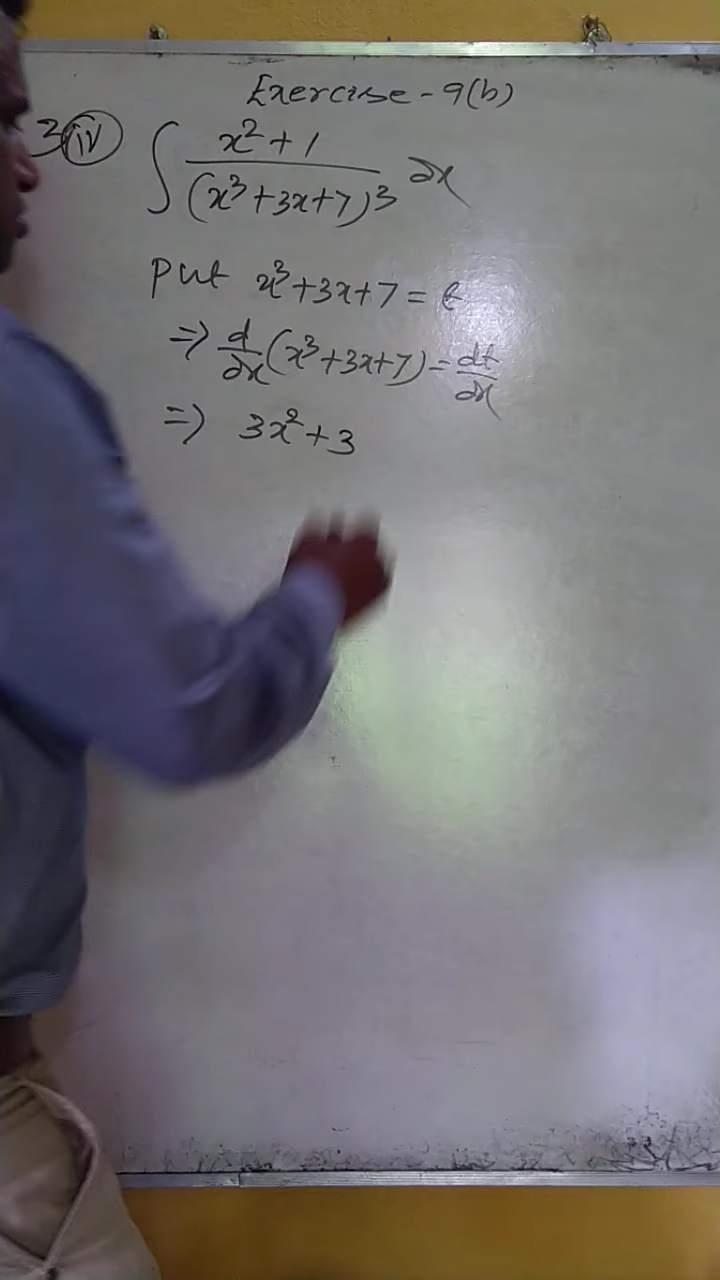 Exercise - 9(b)
3(iv) ∫ x²+1 / (x³+3x+7)³ dx
Put x³+3x+7 = t
⇒ d/dx (x³+3x+7) = dt/dx
⇒ 3x²+3